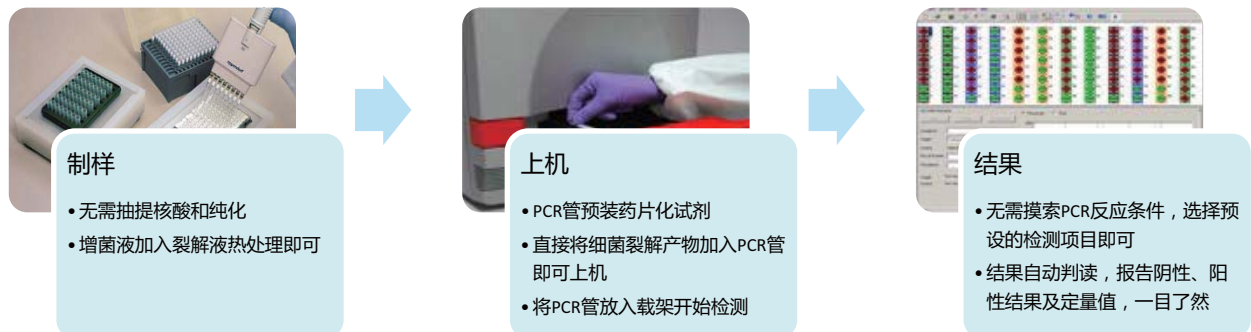 制样
•无需抽提核酸和纯化
•增菌液加入裂解液热处理即可
上机
•PCR管预装药片化试剂
•直接将细菌裂解产物加入PCR管
即可上机
•将PCR管放入载架开始检测
结果
•无需摸索PCR反应条件，选择预
设的检测项目即可
•结果自动判读，报告阴性、阳
性结果及定量值，一目了然